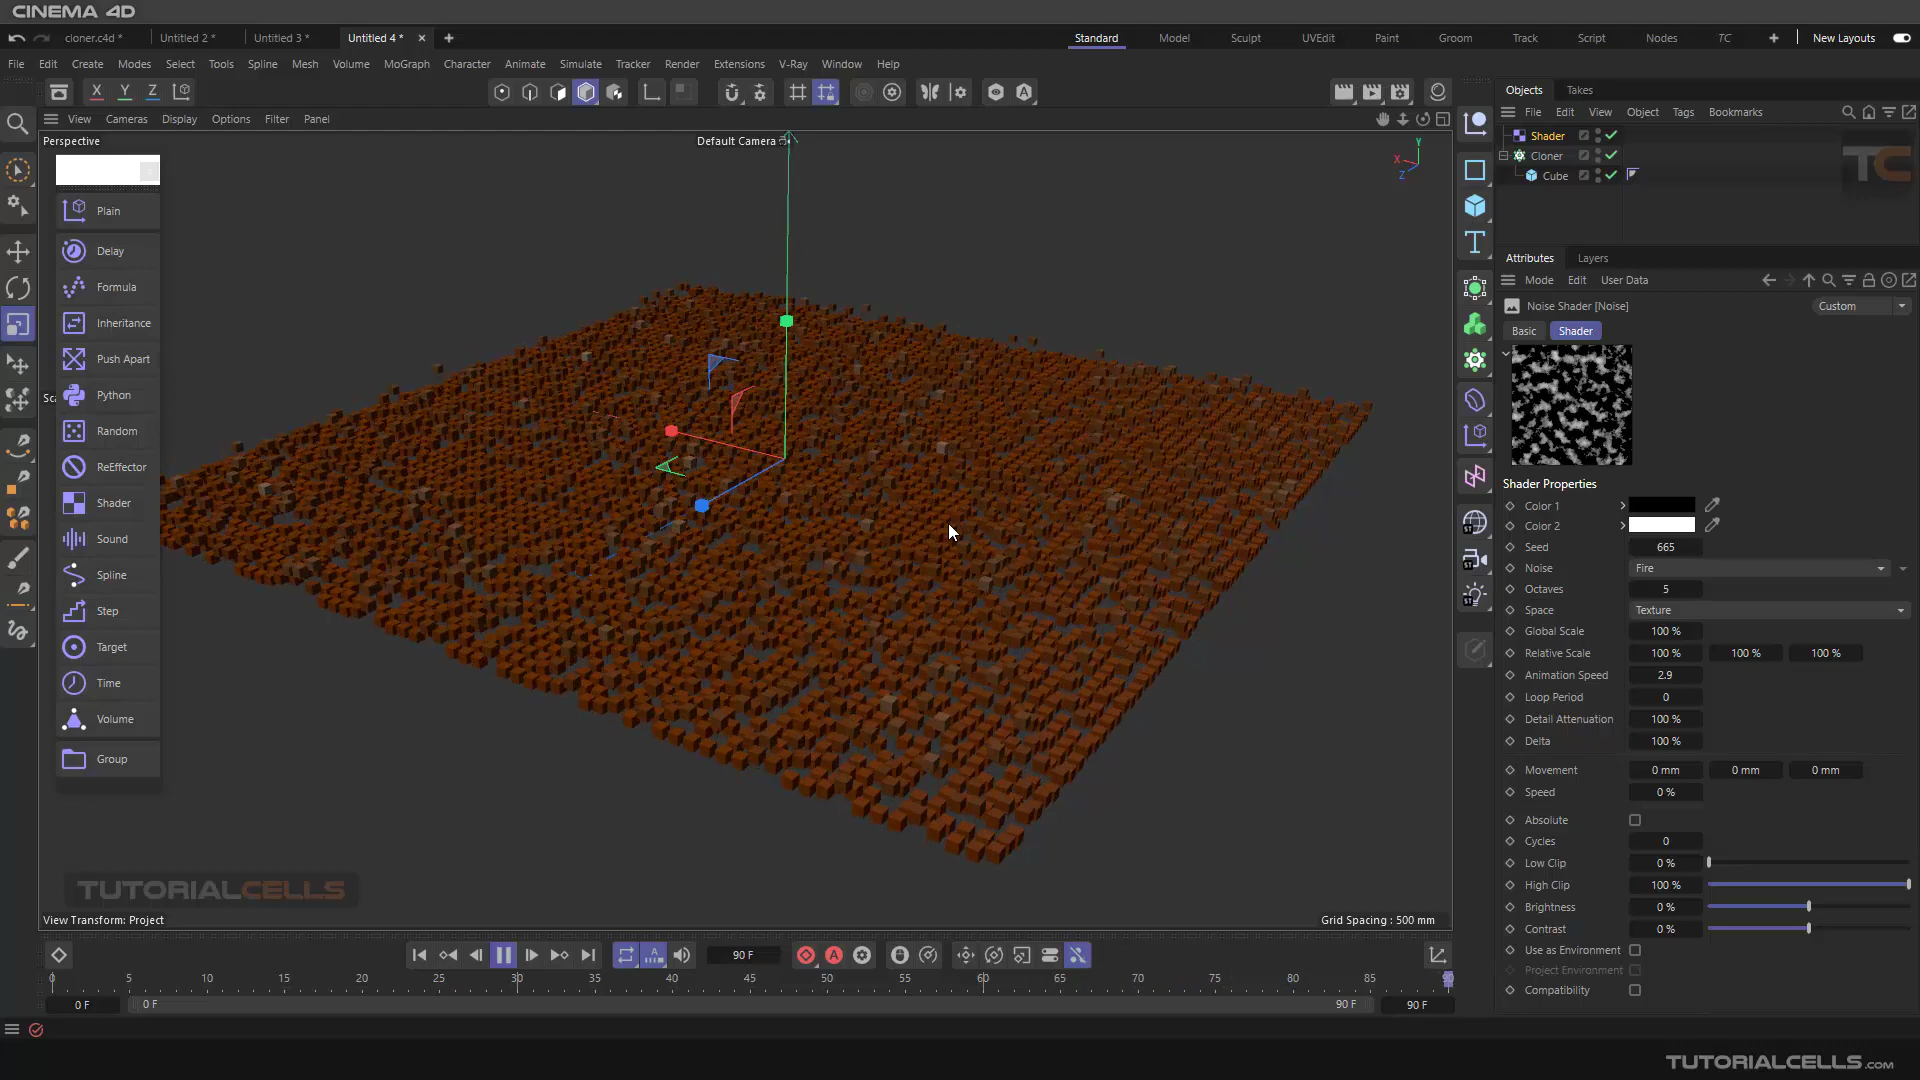 CINEMA 4D
cloner.c4d *
Untitled 2 *
Untitled 3 *
Untitled 4 *
Standard
Model
Sculpt
UVEdit
Paint
Groom
Track
Script
Nodes
TC
New Layouts
File Edit Create Modes Select Tools Spline Mesh Volume MoGraph Character Animate Simulate Tracker Render Extensions V-Ray Window Help
X Y Z
View Cameras Display Options Filter Panel
Perspective
Default Camera
Y
X
Z
Plain
Delay
Formula
Inheritance
Push Apart
Python
Random
ReEffector
Shader
Sound
Spline
Step
Target
Time
Volume
Group
TUTORIALCELLS
View Transform: Project
Grid Spacing : 500 mm
Objects Takes
File Edit View Object Tags Bookmarks
Shader
Cloner
Cube
TC
Attributes Layers
Mode Edit User Data
Noise Shader [Noise]
Custom
Basic Shader
Shader Properties
Color 1
Color 2
Seed 665
Noise Fire
Octaves 5
Space Texture
Global Scale 100 %
Relative Scale 100 % 100 % 100 %
Animation Speed 2.9
Loop Period 0
Detail Attenuation 100 %
Delta 100 %
Movement 0 mm 0 mm 0 mm
Speed 0 %
Absolute
Cycles 0
Low Clip 0 %
High Clip 100 %
Brightness 0 %
Contrast 0 %
Use as Environment
Project Environment
Compatibility
90 F
0 5 10 15 20 25 30 35 40 45 50 55 60 65 70 75 80 85 90
0 F 0 F 90 F 90 F
TUTORIALCELLS.com